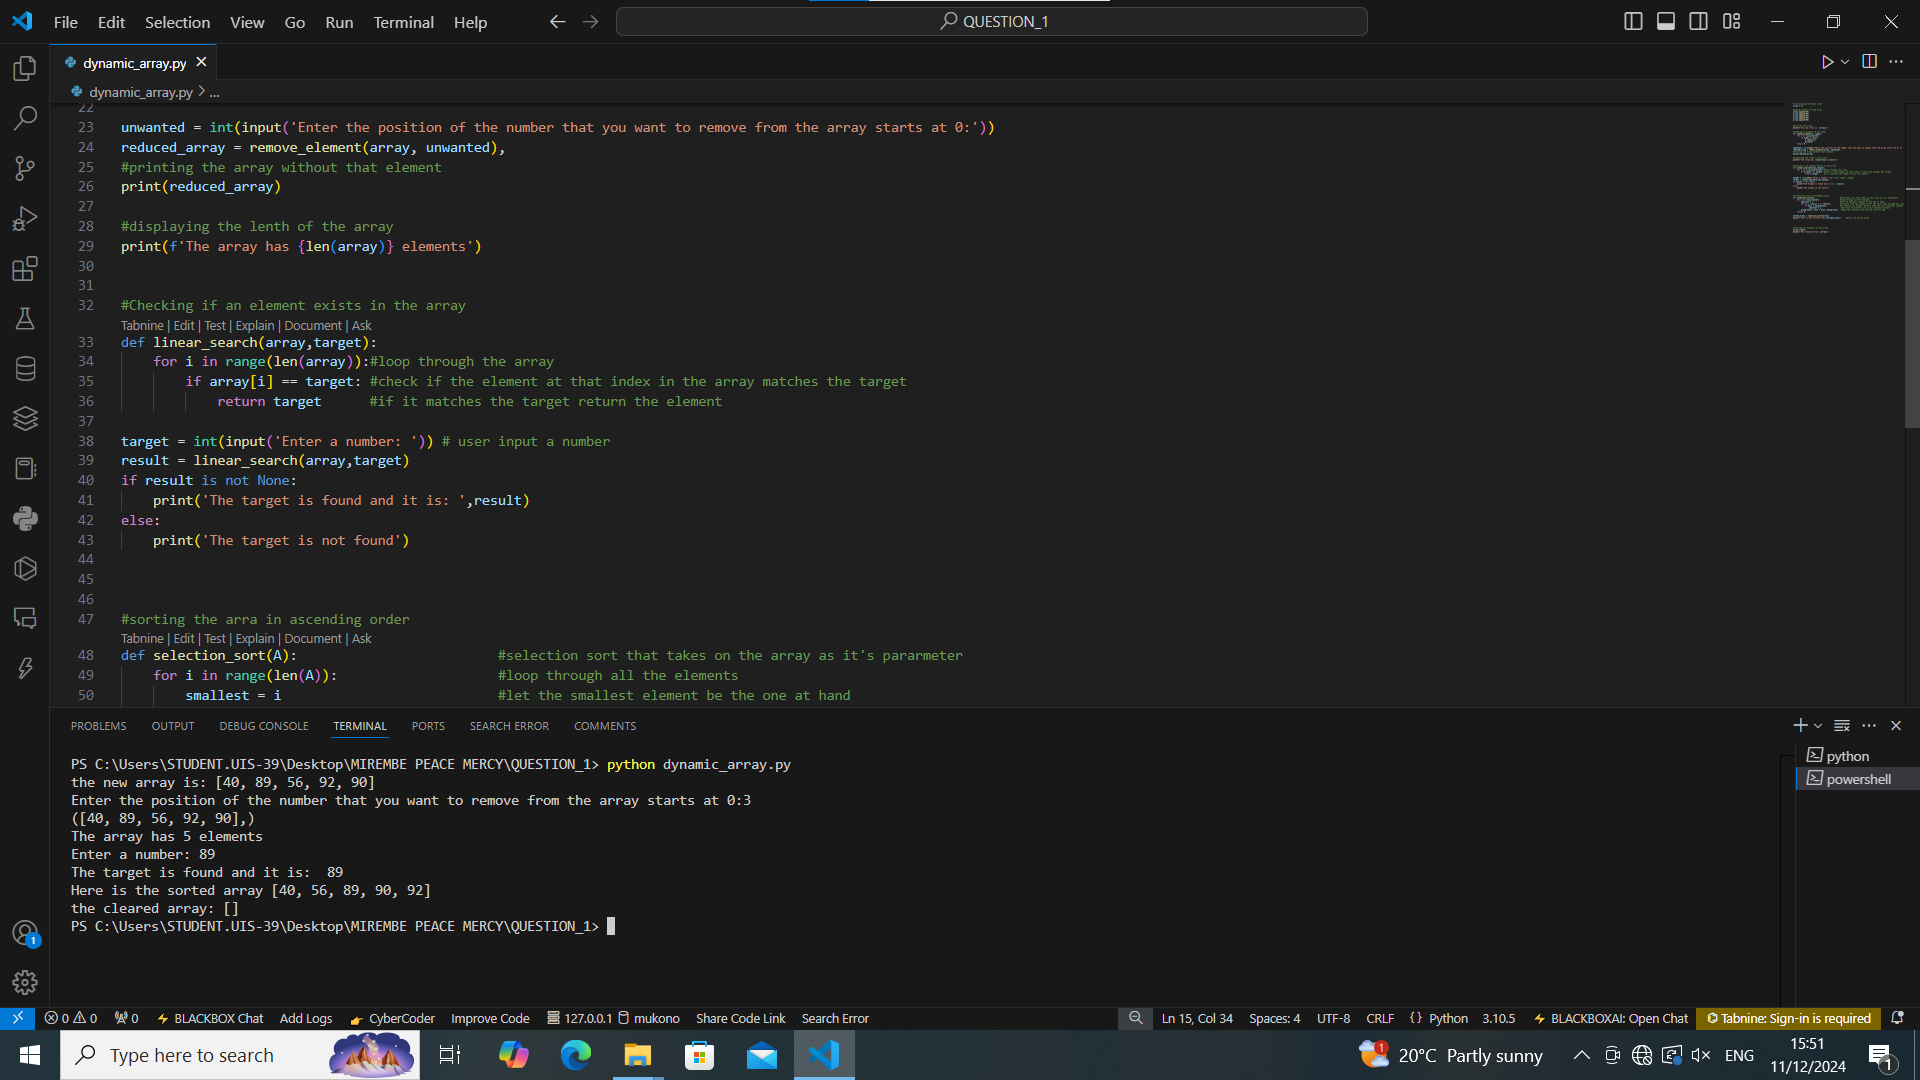 File Edit Selection View Go Run Terminal Help
QUESTION_1
dynamic_array.py
dynamic_array.py > ...
22
23 unwanted = int(input('Enter the position of the number that you want to remove from the array starts at 0:'))
24 reduced_array = remove_element(array, unwanted),
25 #printing the array without that element
26 print(reduced_array)
27
28 #displaying the lenth of the array
29 print(f'The array has {len(array)} elements')
30
31
32 #Checking if an element exists in the array
Tabnine | Edit | Test | Explain | Document | Ask
33 def linear_search(array,target):
34 for i in range(len(array)):#loop through the array
35 if array[i] == target: #check if the element at that index in the array matches the target
36 return target #if it matches the target return the element
37
38 target = int(input('Enter a number: ')) # user input a number
39 result = linear_search(array,target)
40 if result is not None:
41 print('The target is found and it is: ',result)
42 else:
43 print('The target is not found')
44
45
46
47 #sorting the arra in ascending order
Tabnine | Edit | Test | Explain | Document | Ask
48 def selection_sort(A): #selection sort that takes on the array as it's pararmeter
49 for i in range(len(A)): #loop through all the elements
50 smallest = i #let the smallest element be the one at hand
PROBLEMS OUTPUT DEBUG CONSOLE TERMINAL PORTS SEARCH ERROR COMMENTS
python
powershell
PS C:\Users\STUDENT.UIS-39\Desktop\MIREMBE PEACE MERCY\QUESTION_1> python dynamic_array.py
the new array is: [40, 89, 56, 92, 90]
Enter the position of the number that you want to remove from the array starts at 0:3
([40, 89, 56, 92, 90],)
The array has 5 elements
Enter a number: 89
The target is found and it is:  89
Here is the sorted array [40, 56, 89, 90, 92]
the cleared array: []
PS C:\Users\STUDENT.UIS-39\Desktop\MIREMBE PEACE MERCY\QUESTION_1>
1
0 0 0 BLACKBOX Chat Add Logs CyberCoder Improve Code 127.0.0.1 mukono Share Code Link Search Error Ln 15, Col 34 Spaces: 4 UTF-8 CRLF {} Python 3.10.5 BLACKBOXAI: Open Chat Tabnine: Sign-in is required
Type here to search
1 20°C Partly sunny ENG 15:51
11/12/2024
1